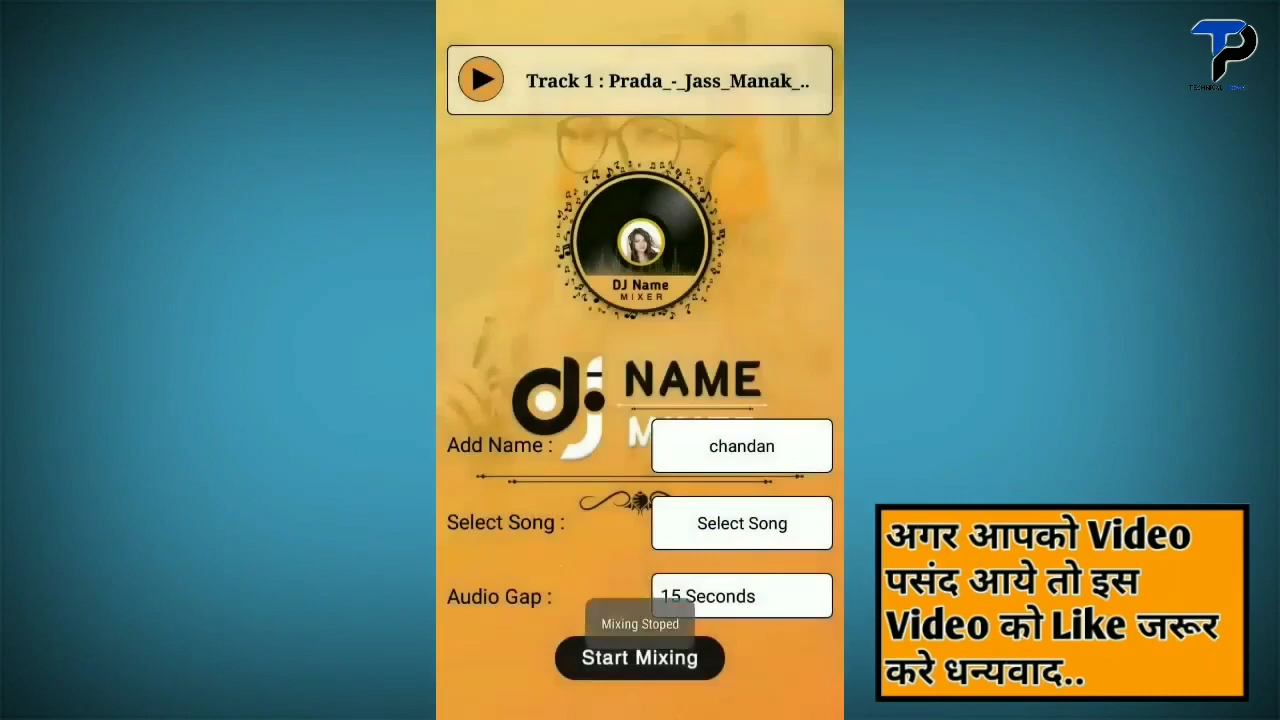 Track 1 : Prada_-_Jass_Manak_..
TP
DJ Name
MIXER
dj NAME
Add Name :
chandan
Select Song :
Select Song
Audio Gap :
15 Seconds
Mixing Stoped
Start Mixing
अगर आपको Video
पसंद आये तो इस
Video को Like जरूर
करे धन्यवाद..